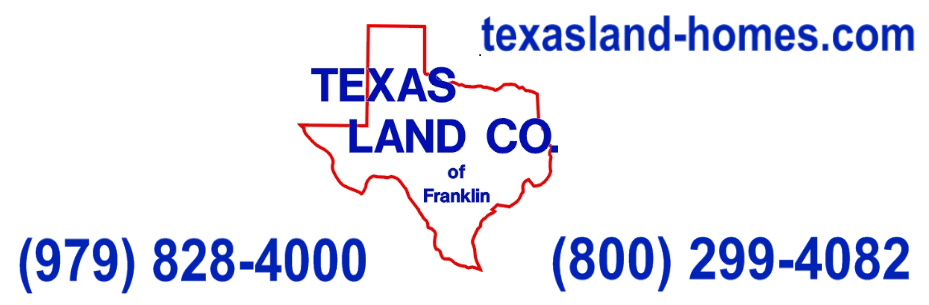 texasland-homes.com
TEXAS
LAND CO.
of
Franklin
(979) 828-4000
(800) 299-4082